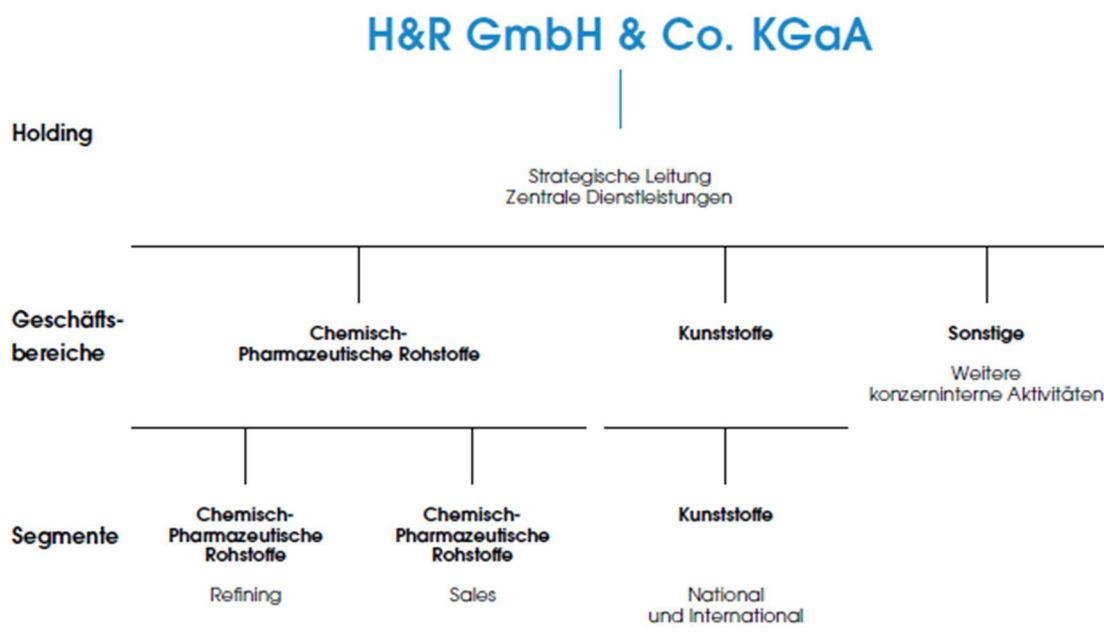 H&R GmbH & Co. KGaA
Holding
Strategische Leitung
Zentrale Dienstleistungen
Geschäfts-
bereiche
Chemisch-
Pharmazeutische Rohstoffe
Kunststoffe
Sonstige
Weitere
konzerninterne Aktivitäten
Segmente
Chemisch-
Pharmazeutische
Rohstoffe
Refining
Chemisch-
Pharmazeutische
Rohstoffe
Sales
Kunststoffe
National
und International